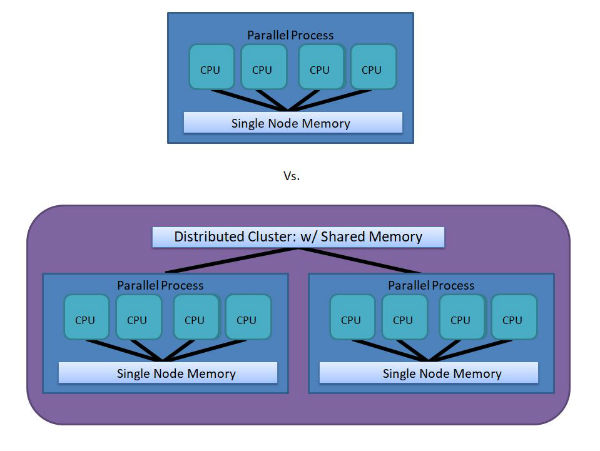 Parallel Process
CPU CPU CPU CPU
Single Node Memory
Vs.
Distributed Cluster: w/ Shared Memory
Parallel Process
CPU CPU CPU CPU
Single Node Memory
Parallel Process
CPU CPU CPU CPU
Single Node Memory